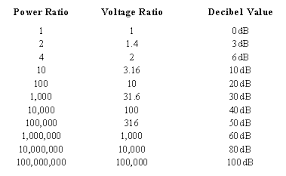 Power Ratio Voltage Ratio Decibel Value
1 1 0 dB
2 1.4 3 dB
4 2 6 dB
10 3.16 10 dB
100 10 20 dB
1,000 31.6 30 dB
10,000 100 40 dB
100,000 316 50 dB
1,000,000 1,000 60 dB
10,000,000 10,000 80 dB
100,000,000 100,000 100 dB